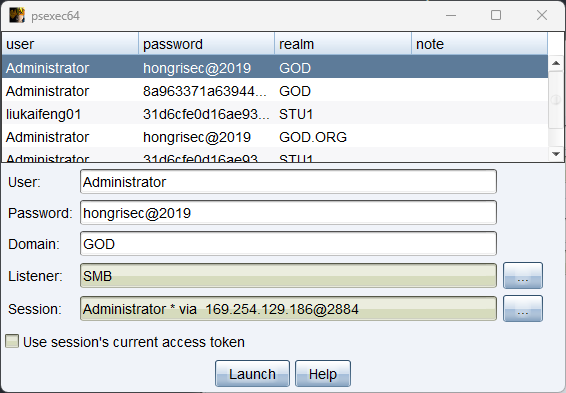 psexec64
user password realm note
Administrator hongrisec@2019 GOD
Administrator 8a963371a63944... GOD
liukaifeng01 31d6cfe0d16ae93... STU1
Administrator hongrisec@2019 GOD.ORG
Administrator 31d6cfe0d16ae93... STU1
User: Administrator
Password: hongrisec@2019
Domain: GOD
Listener: SMB ...
Session: Administrator * via 169.254.129.186@2884 ...
Use session's current access token
Launch Help